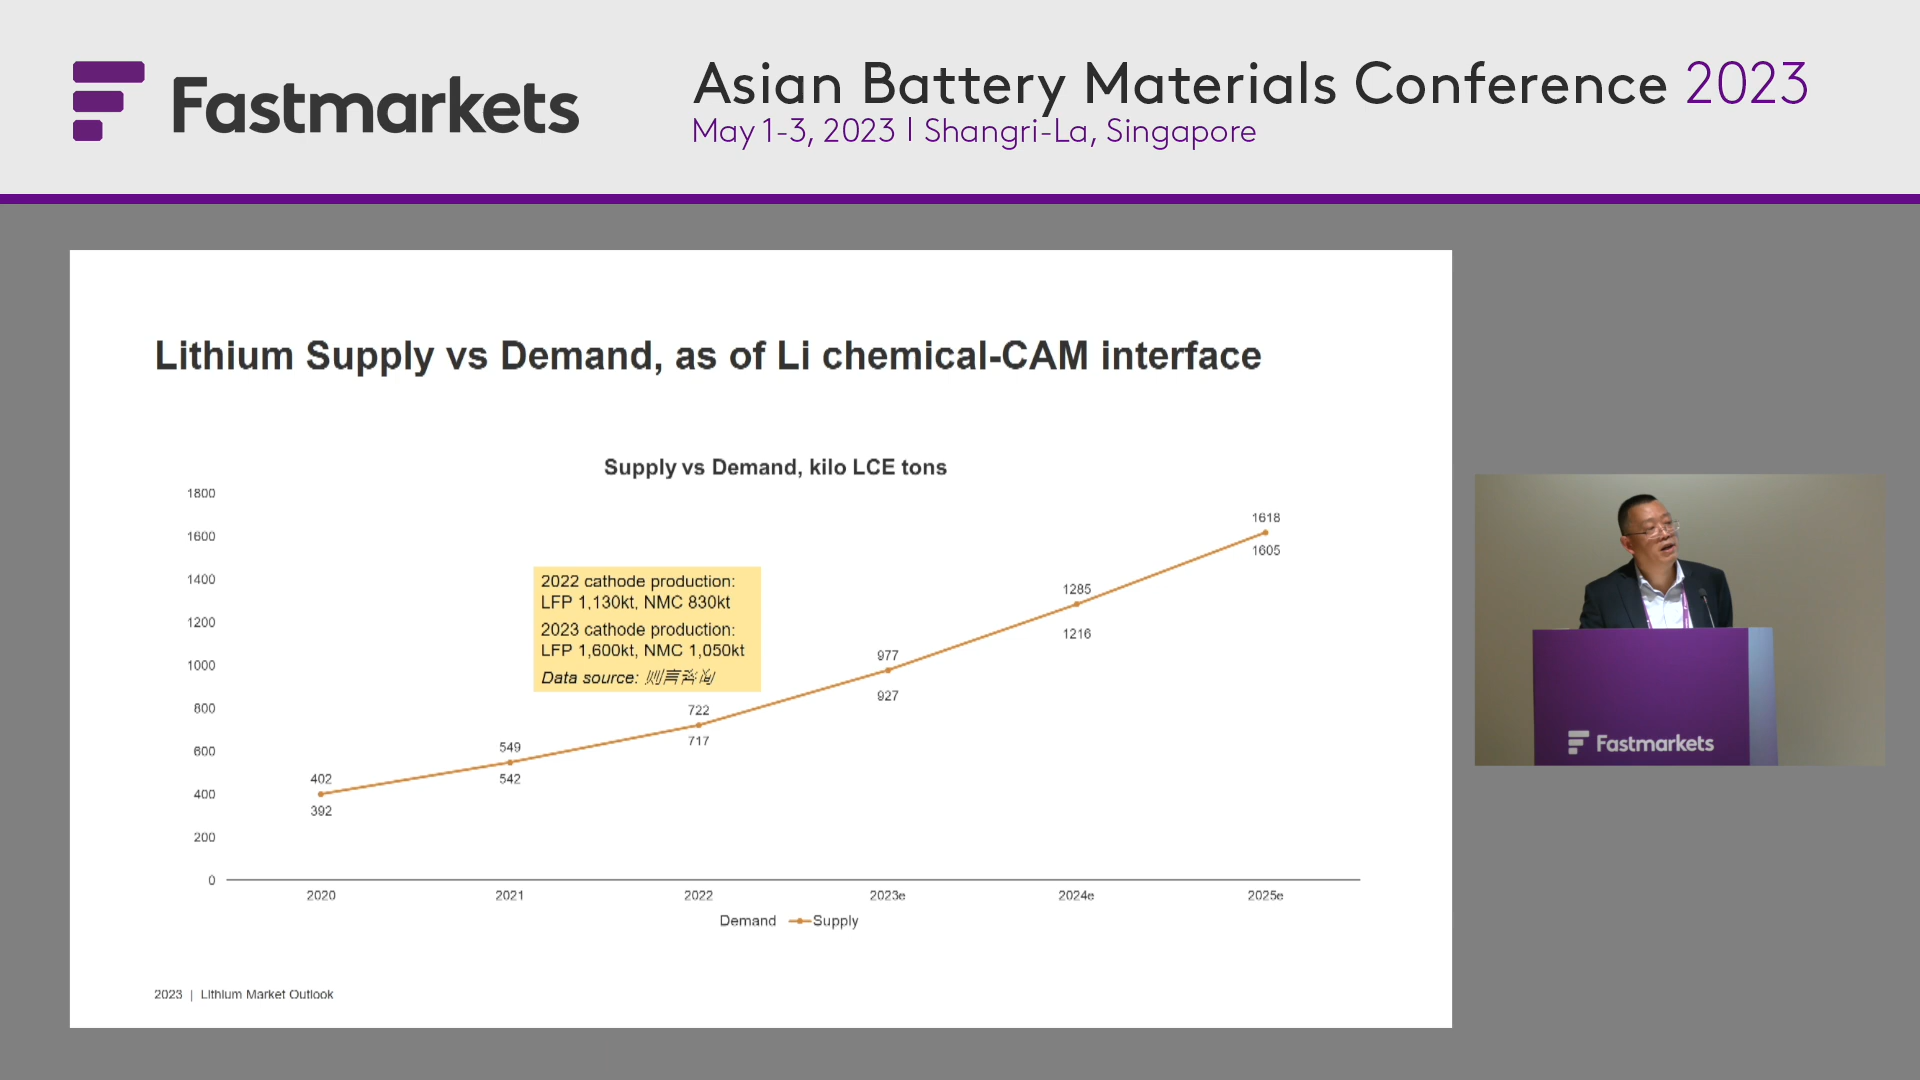 Fastmarkets
Asian Battery Materials Conference 2023
May 1-3, 2023 | Shangri-La, Singapore
Lithium Supply vs Demand, as of Li chemical-CAM interface
Supply vs Demand, kilo LCE tons
1800
1600
1400
1200
1000
800
600
400
200
0
2022 cathode production:
LFP 1,130kt, NMC 830kt
2023 cathode production:
LFP 1,600kt, NMC 1,050kt
Data source: 则言咨询
402
392
549
542
722
717
977
927
1285
1216
1618
1605
2020
2021
2022
2023e
2024e
2025e
Demand
Supply
2023 | Lithium Market Outlook
Fastmarkets